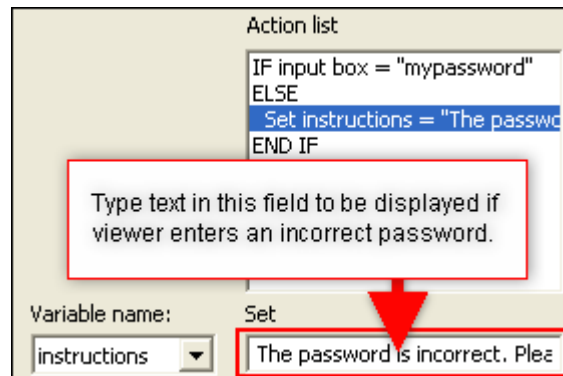 Action list
IF input box = "mypassword"
ELSE
Set instructions = "The passwo
END IF
Type text in this field to be displayed if
viewer enters an incorrect password.
Variable name:
Set
instructions
The password is incorrect. Plea